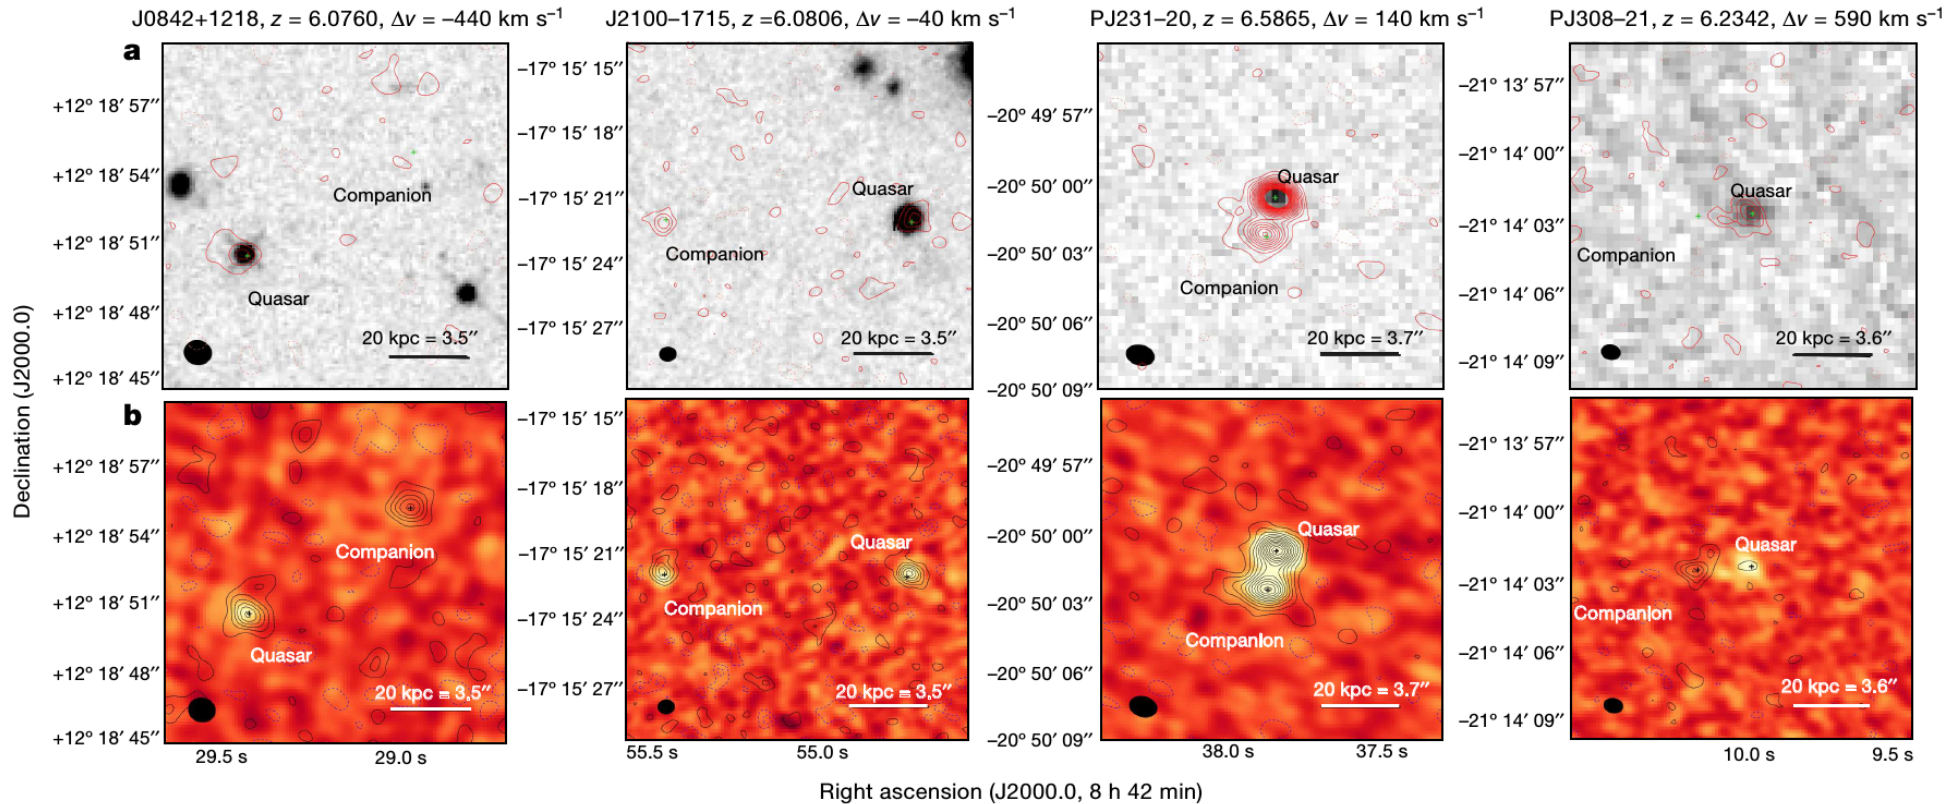 J0842+1218, z = 6.0760, Δv = −440 km s⁻¹
J2100–1715, z =6.0806, Δv = −40 km s⁻¹
PJ231–20, z = 6.5865, Δv = 140 km s⁻¹
PJ308–21, z = 6.2342, Δv = 590 km s⁻¹
a
+12° 18′ 57″
+12° 18′ 54″
+12° 18′ 51″
+12° 18′ 48″
+12° 18′ 45″
Companion
Quasar
20 kpc = 3.5″
−17° 15′ 15″
−17° 15′ 18″
−17° 15′ 21″
−17° 15′ 24″
−17° 15′ 27″
Quasar
Companion
20 kpc = 3.5″
−20° 49′ 57″
−20° 50′ 00″
−20° 50′ 03″
−20° 50′ 06″
−20° 50′ 09″
Quasar
Companion
20 kpc = 3.7″
−21° 13′ 57″
−21° 14′ 00″
−21° 14′ 03″
−21° 14′ 06″
−21° 14′ 09″
Quasar
Companion
20 kpc = 3.6″
Declination (J2000.0)
b
+12° 18′ 57″
+12° 18′ 54″
+12° 18′ 51″
+12° 18′ 48″
+12° 18′ 45″
Companion
Quasar
20 kpc = 3.5″
29.5 s
29.0 s
−17° 15′ 15″
−17° 15′ 18″
−17° 15′ 21″
−17° 15′ 24″
−17° 15′ 27″
Quasar
Companion
20 kpc = 3.5″
55.5 s
55.0 s
−20° 49′ 57″
−20° 50′ 00″
−20° 50′ 03″
−20° 50′ 06″
−20° 50′ 09″
Quasar
Companion
20 kpc = 3.7″
38.0 s
37.5 s
−21° 13′ 57″
−21° 14′ 00″
−21° 14′ 03″
−21° 14′ 06″
−21° 14′ 09″
Quasar
Companion
20 kpc = 3.6″
10.0 s
9.5 s
Right ascension (J2000.0, 8 h 42 min)